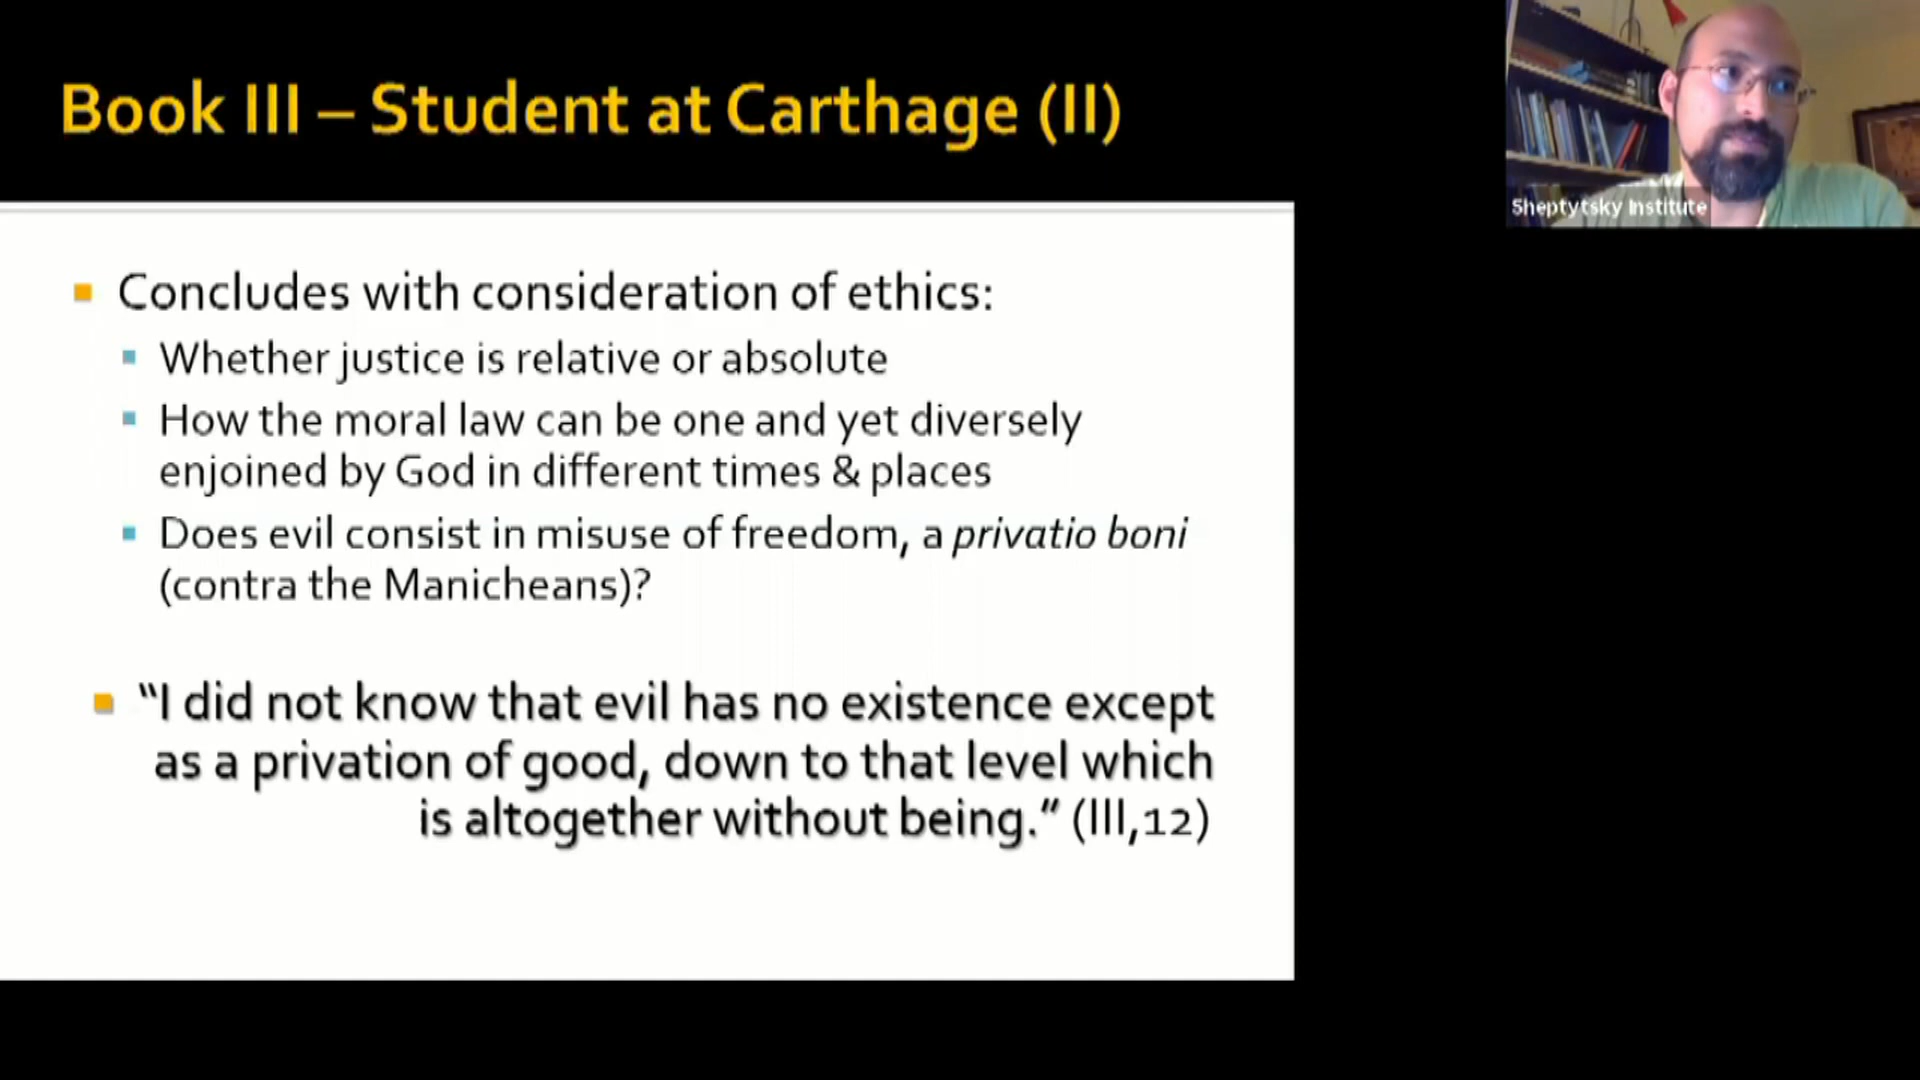 Book III – Student at Carthage (II)
Sheptytsky Institute
Concludes with consideration of ethics:
Whether justice is relative or absolute
How the moral law can be one and yet diversely
enjoined by God in different times & places
Does evil consist in misuse of freedom, a privatio boni
(contra the Manicheans)?
“I did not know that evil has no existence except
as a privation of good, down to that level which
is altogether without being.” (III,12)